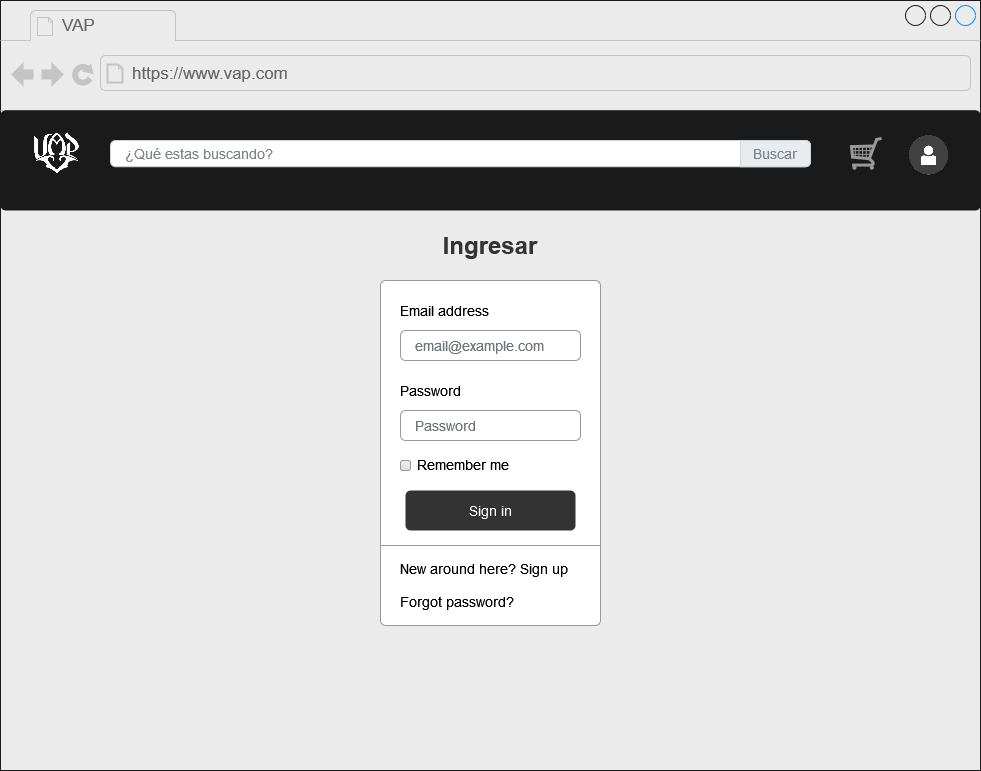 VAP
https://www.vap.com
VAP
¿Qué estas buscando?
Buscar
Ingresar
Email address
email@example.com
Password
Password
Remember me
Sign in
New around here? Sign up
Forgot password?